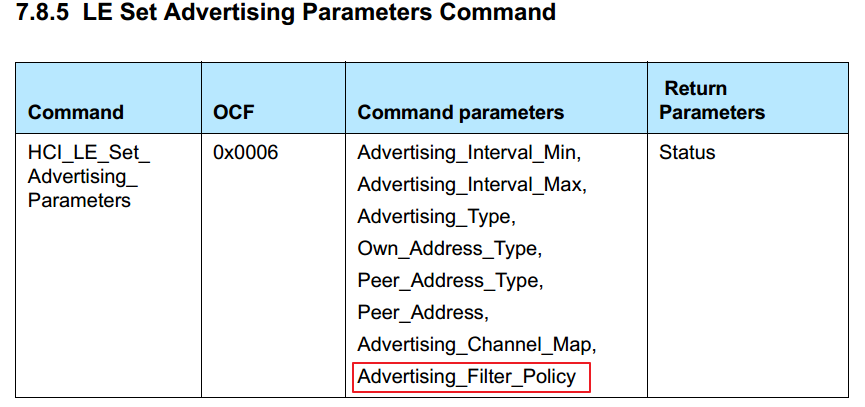 7.8.5 LE Set Advertising Parameters Command
Command
OCF
Command parameters
Return
Parameters
HCI_LE_Set_
Advertising_
Parameters
0x0006
Advertising_Interval_Min,
Advertising_Interval_Max,
Advertising_Type,
Own_Address_Type,
Peer_Address_Type,
Peer_Address,
Advertising_Channel_Map,
Advertising_Filter_Policy
Status